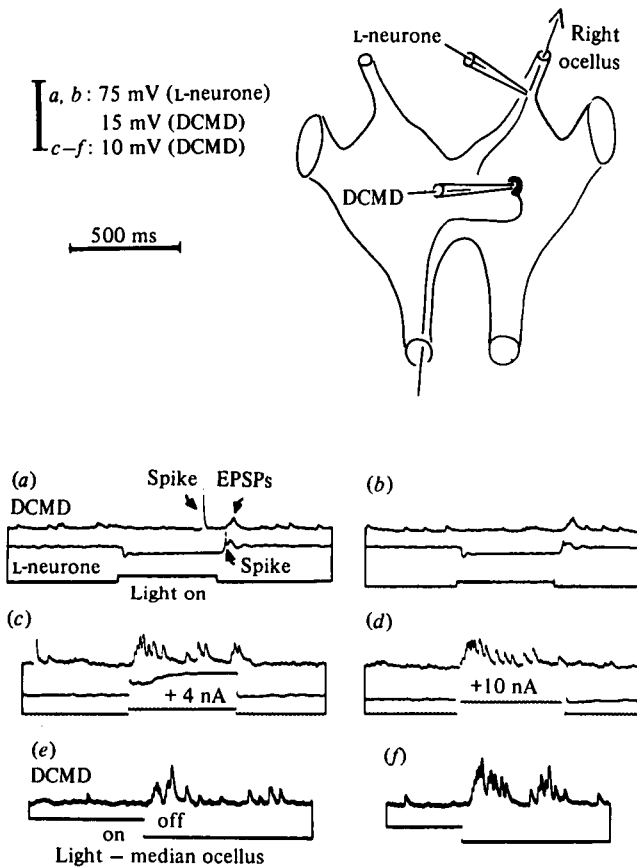 L-neurone
Right
ocellus
a, b: 75 mV (L-neurone)
15 mV (DCMD)
c–f: 10 mV (DCMD)
DCMD
500 ms
(a)
Spike
EPSPs
(b)
DCMD
L-neurone
Spike
Light on
(c)
(d)
+ 4 nA
+10 nA
(e)
(f)
DCMD
on
off
Light – median ocellus